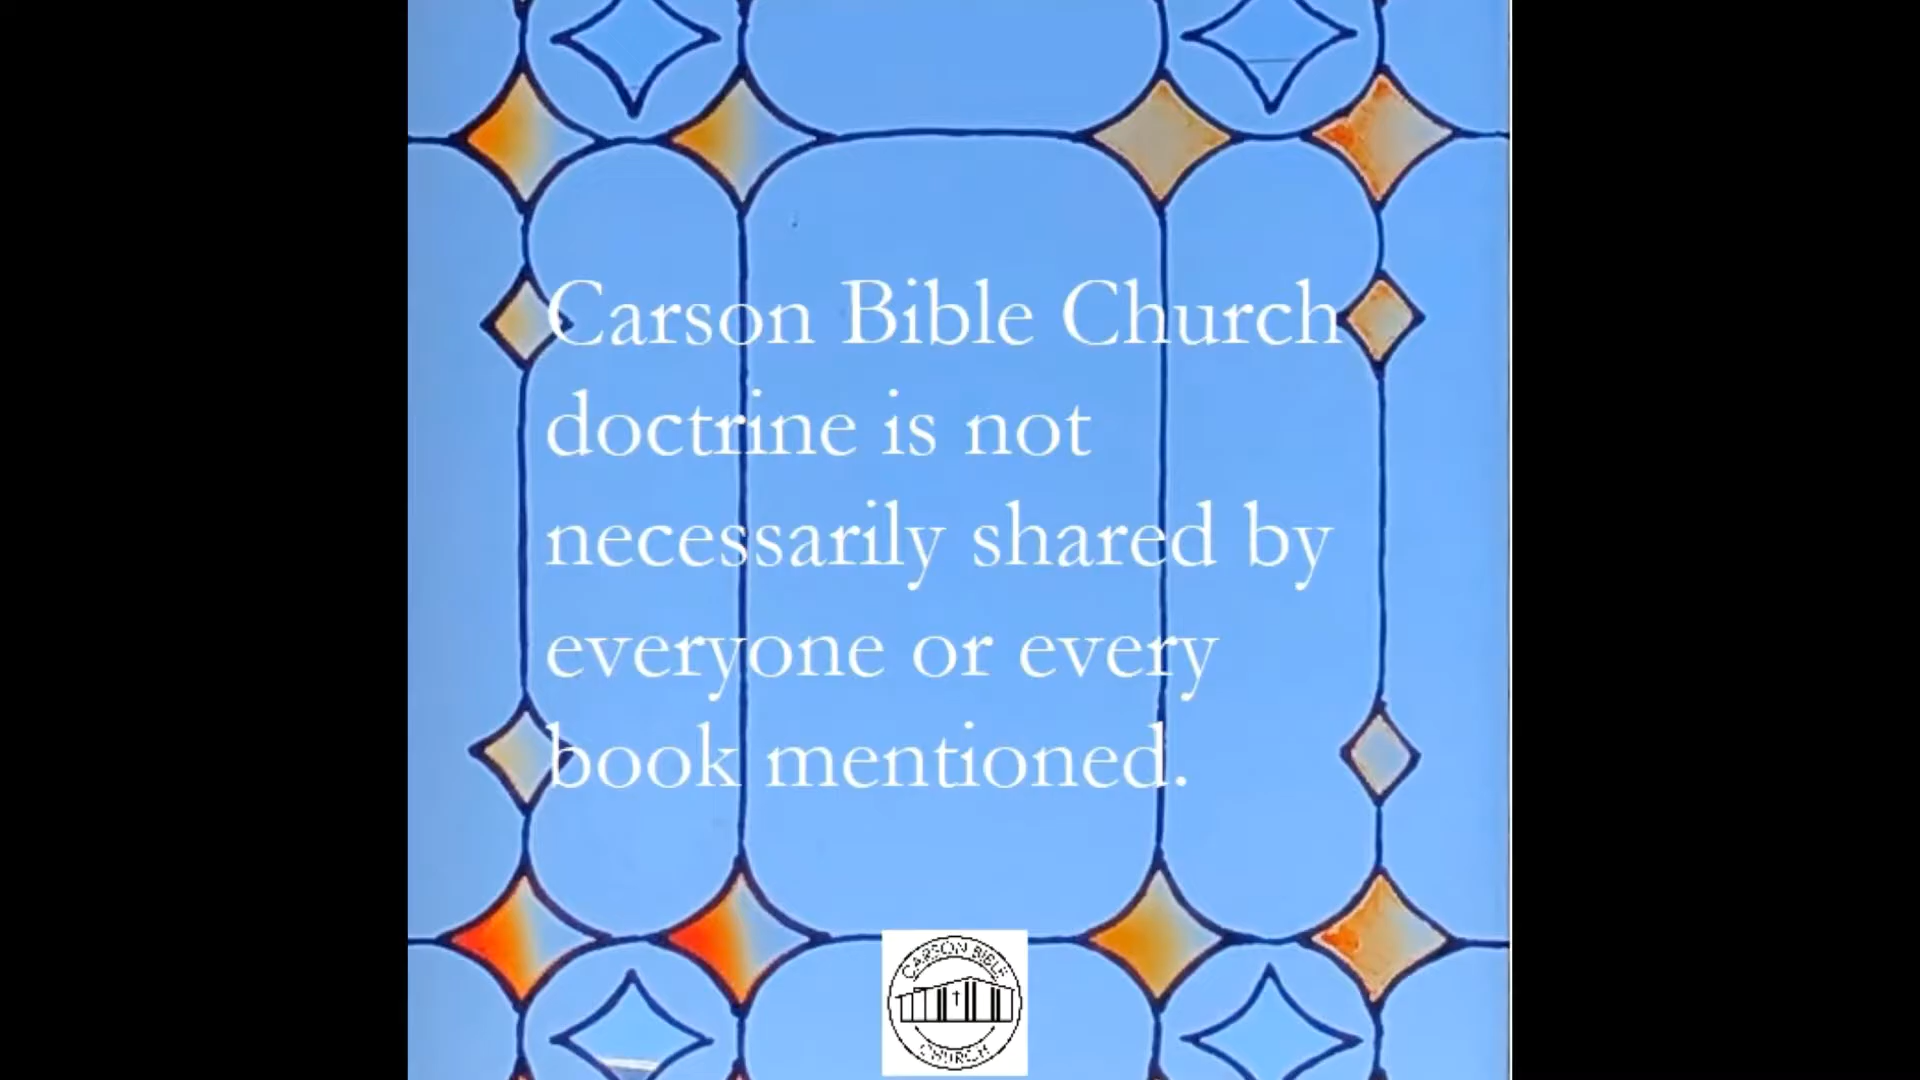 Carson Bible Church
doctrine is not
necessarily shared by
everyone or every
book mentioned.
CARSON BIBLE
CHURCH